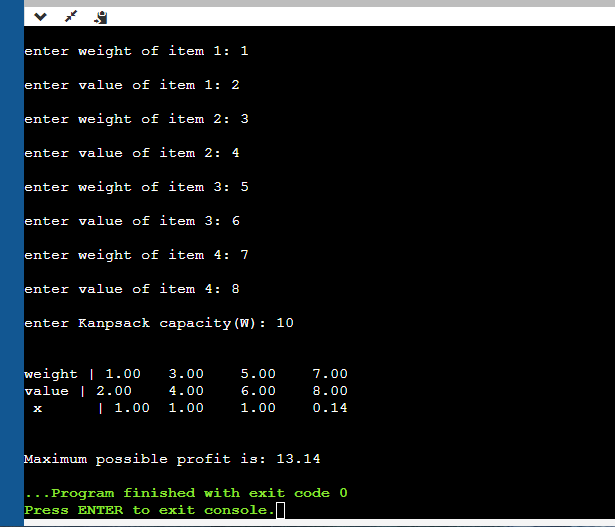 enter weight of item 1: 1
enter value of item 1: 2
enter weight of item 2: 3
enter value of item 2: 4
enter weight of item 3: 5
enter value of item 3: 6
enter weight of item 4: 7
enter value of item 4: 8
enter Kanpsack capacity(W): 10
weight | 1.00 3.00 5.00 7.00
value | 2.00 4.00 6.00 8.00
x | 1.00 1.00 1.00 0.14
Maximum possible profit is: 13.14
...Program finished with exit code 0
Press ENTER to exit console.